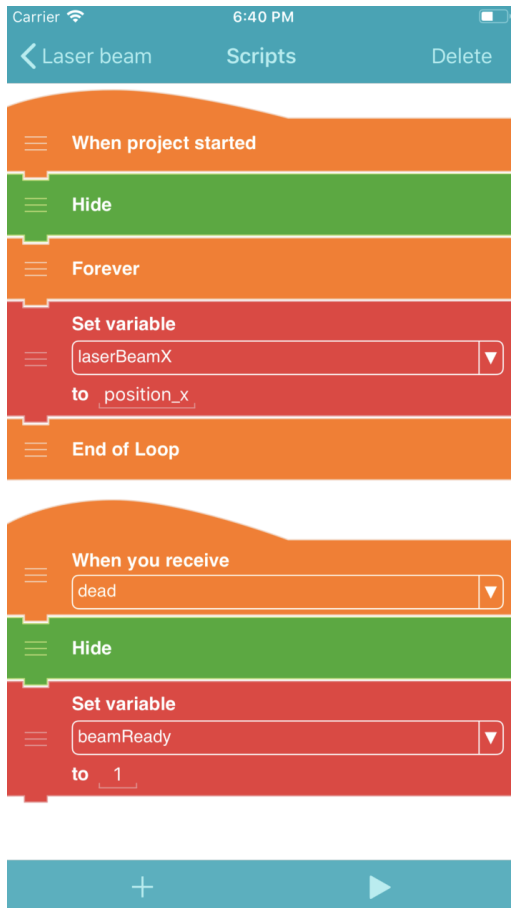 Carrier 6:40 PM
Laser beam Scripts Delete
When project started
Hide
Forever
Set variable
laserBeamX
to position_x
End of Loop
When you receive
dead
Hide
Set variable
beamReady
to 1